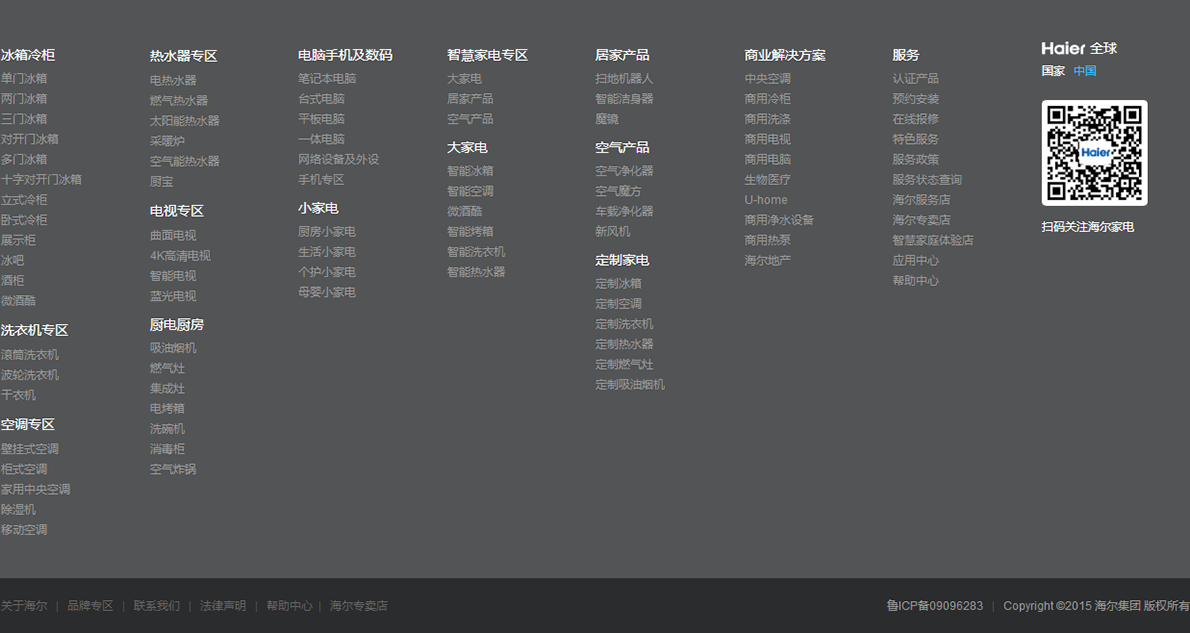 冰箱冷柜
单门冰箱
两门冰箱
三门冰箱
对开门冰箱
多门冰箱
十字对开门冰箱
立式冷柜
卧式冷柜
展示柜
冰吧
酒柜
微酒酷
洗衣机专区
滚筒洗衣机
波轮洗衣机
干衣机
空调专区
壁挂式空调
柜式空调
家用中央空调
除湿机
移动空调
热水器专区
电热水器
燃气热水器
太阳能热水器
采暖炉
空气能热水器
厨宝
电视专区
曲面电视
4K高清电视
智能电视
蓝光电视
厨电厨房
吸油烟机
燃气灶
集成灶
电烤箱
洗碗机
消毒柜
空气炸锅
电脑手机及数码
笔记本电脑
台式电脑
平板电脑
一体电脑
网络设备及外设
手机专区
小家电
厨房小家电
生活小家电
个护小家电
母婴小家电
智慧家电专区
大家电
居家产品
空气产品
大家电
智能冰箱
智能空调
微酒酷
智能烤箱
智能洗衣机
智能热水器
居家产品
扫地机器人
智能洁身器
魔镜
空气产品
空气净化器
空气魔方
车载净化器
新风机
定制家电
定制冰箱
定制空调
定制洗衣机
定制热水器
定制燃气灶
定制吸油烟机
商业解决方案
中央空调
商用冷柜
商用洗涤
商用电视
商用电脑
生物医疗
U-home
商用净水设备
商用热泵
海尔地产
服务
认证产品
预约安装
在线报修
特色服务
服务政策
服务状态查询
海尔服务店
海尔专卖店
智慧家庭体验店
应用中心
帮助中心
Haier 全球
国家 中国
Haier
扫码关注海尔家电
关于海尔 | 品牌专区 | 联系我们 | 法律声明 | 帮助中心 | 海尔专卖店
鲁ICP备09096283 | Copyright ©2015 海尔集团 版权所有